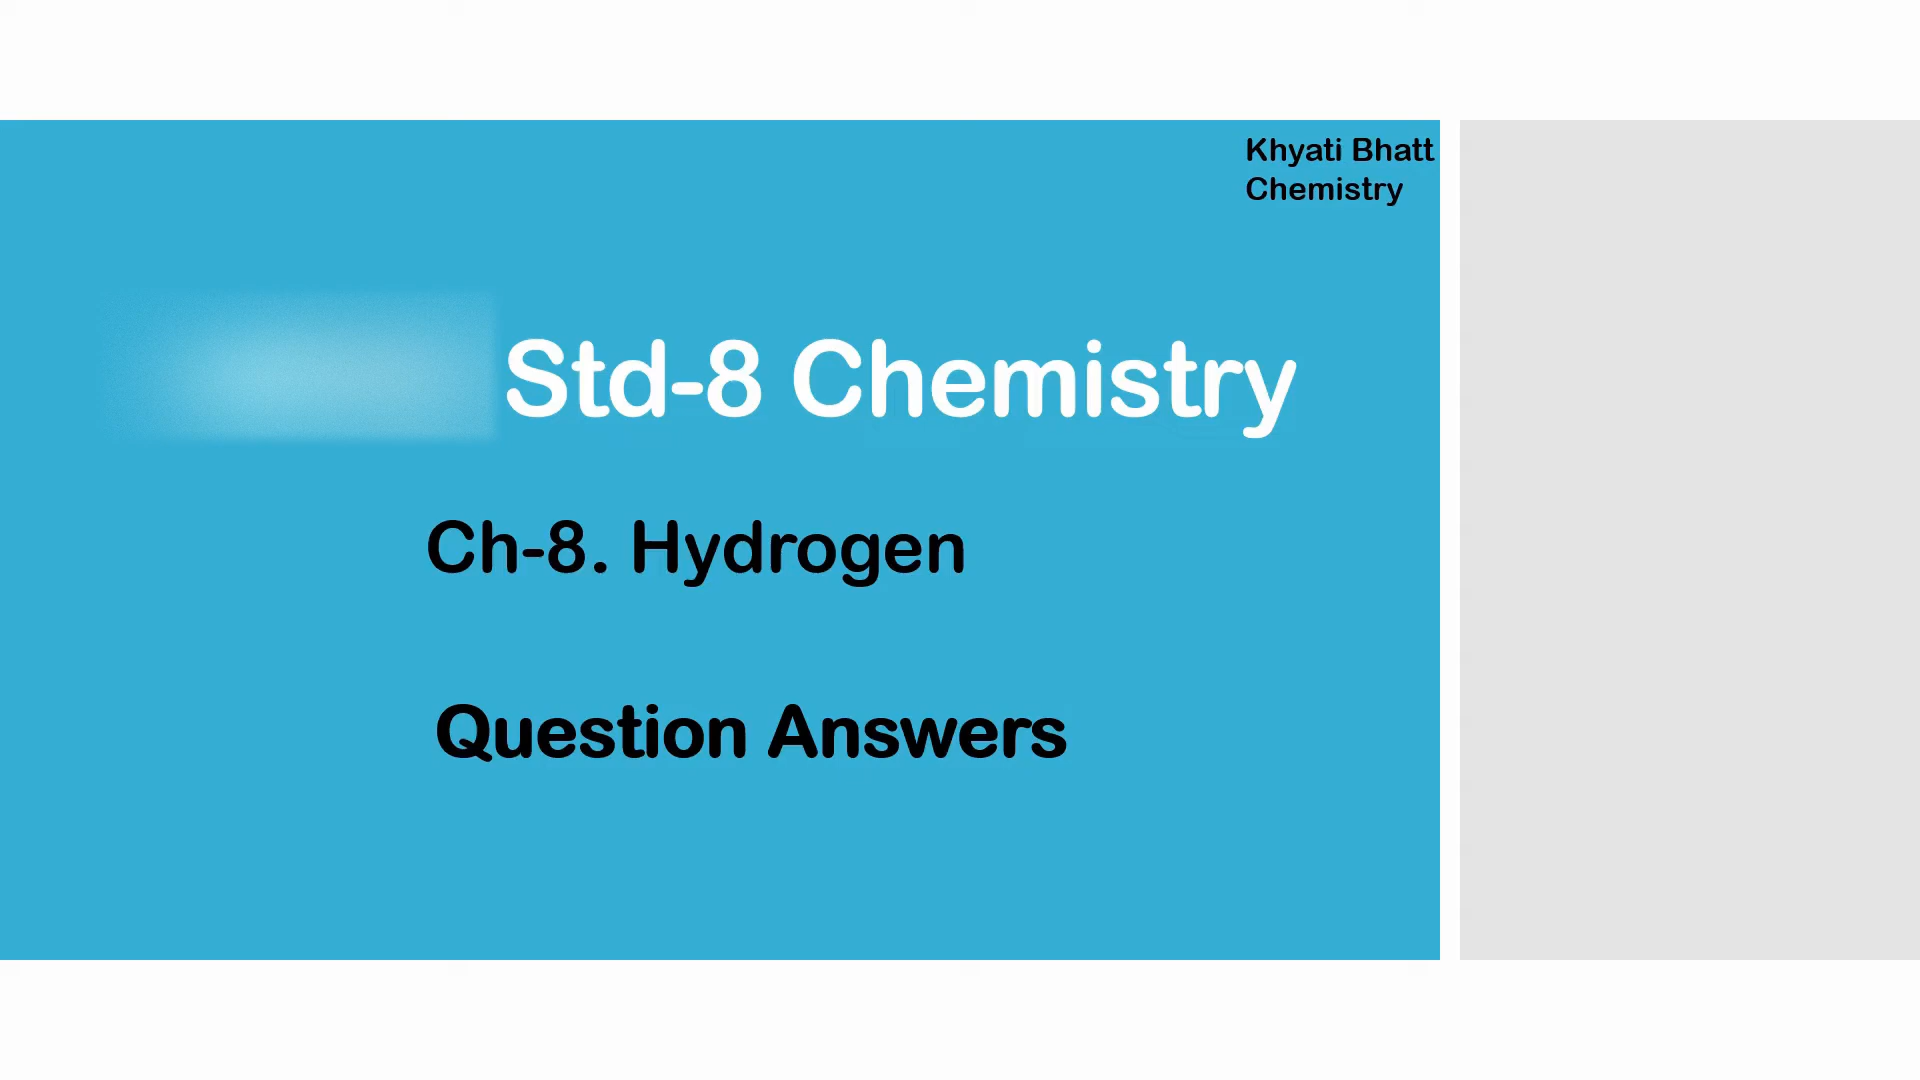 Khyati Bhatt
Chemistry
Std-8 Chemistry
Ch-8. Hydrogen
Question Answers